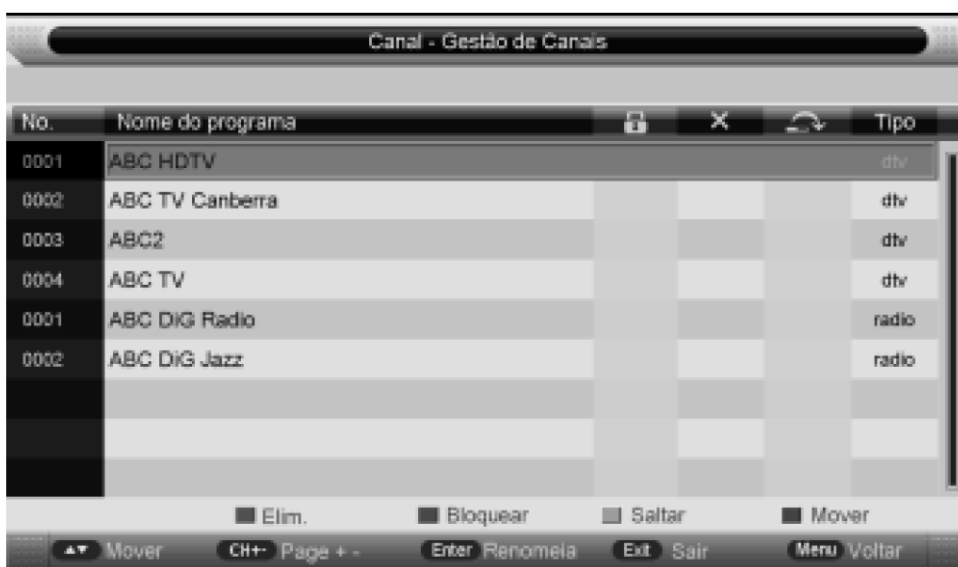 Canal - Gestão de Canais
No. Nome do programa Tipo
0001 ABC HDTV dtv
0002 ABC TV Canberra dtv
0003 ABC2 dtv
0004 ABC TV dtv
0001 ABC DiG Radio radio
0002 ABC DiG Jazz radio
Elim. Bloquear Saltar Mover
Mover CH+- Page + - Enter Renomeia Exit Sair Menu Voltar